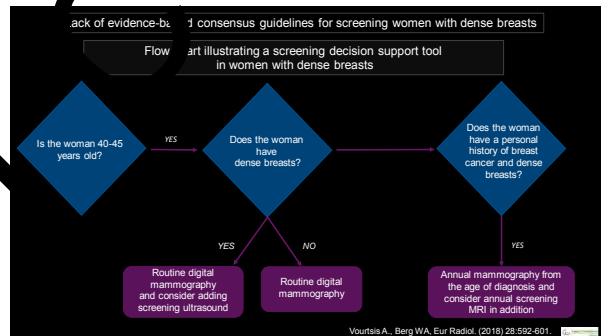 Lack of evidence-ba d consensus guidelines for screening women with dense breasts
Flow art illustrating a screening decision support tool
in women with dense breasts
Is the woman 40-45
years old?
YES
Does the woman
have
dense breasts?
Does the woman
have a personal
history of breast
cancer and dense
breasts?
YES
NO
YES
Routine digital
mammography
and consider adding
screening ultrasound
Routine digital
mammography
Annual mammography from
the age of diagnosis and
consider annual screening
MRI in addition
Vourtsis A., Berg WA, Eur Radiol. (2018) 28:592-601.